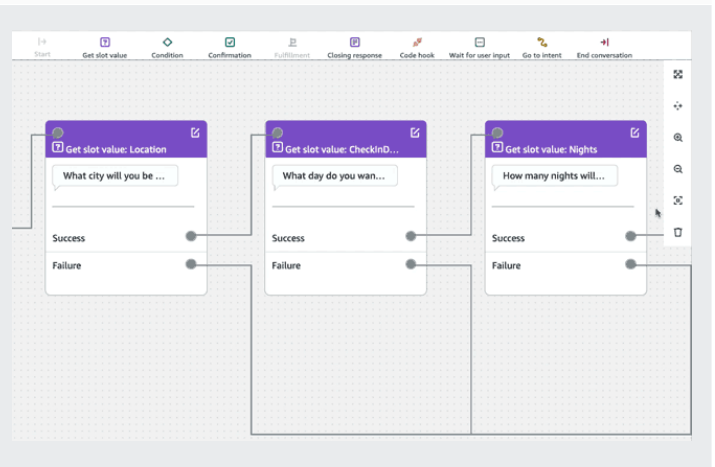 Start
Get slot value
Condition
Confirmation
Fulfillment
Closing response
Code hook
Wait for user input
Go to intent
End conversation
Get slot value: Location
What city will you be ...
Success
Failure
Get slot value: CheckInD...
What day do you wan...
Success
Failure
Get slot value: Nights
How many nights will...
Success
Failure